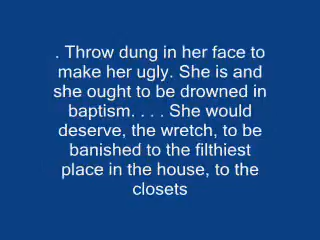 . Throw dung in her face to
make her ugly. She is and
she ought to be drowned in
baptism. . . . She would
deserve, the wretch, to be
banished to the filthiest
place in the house, to the
closets